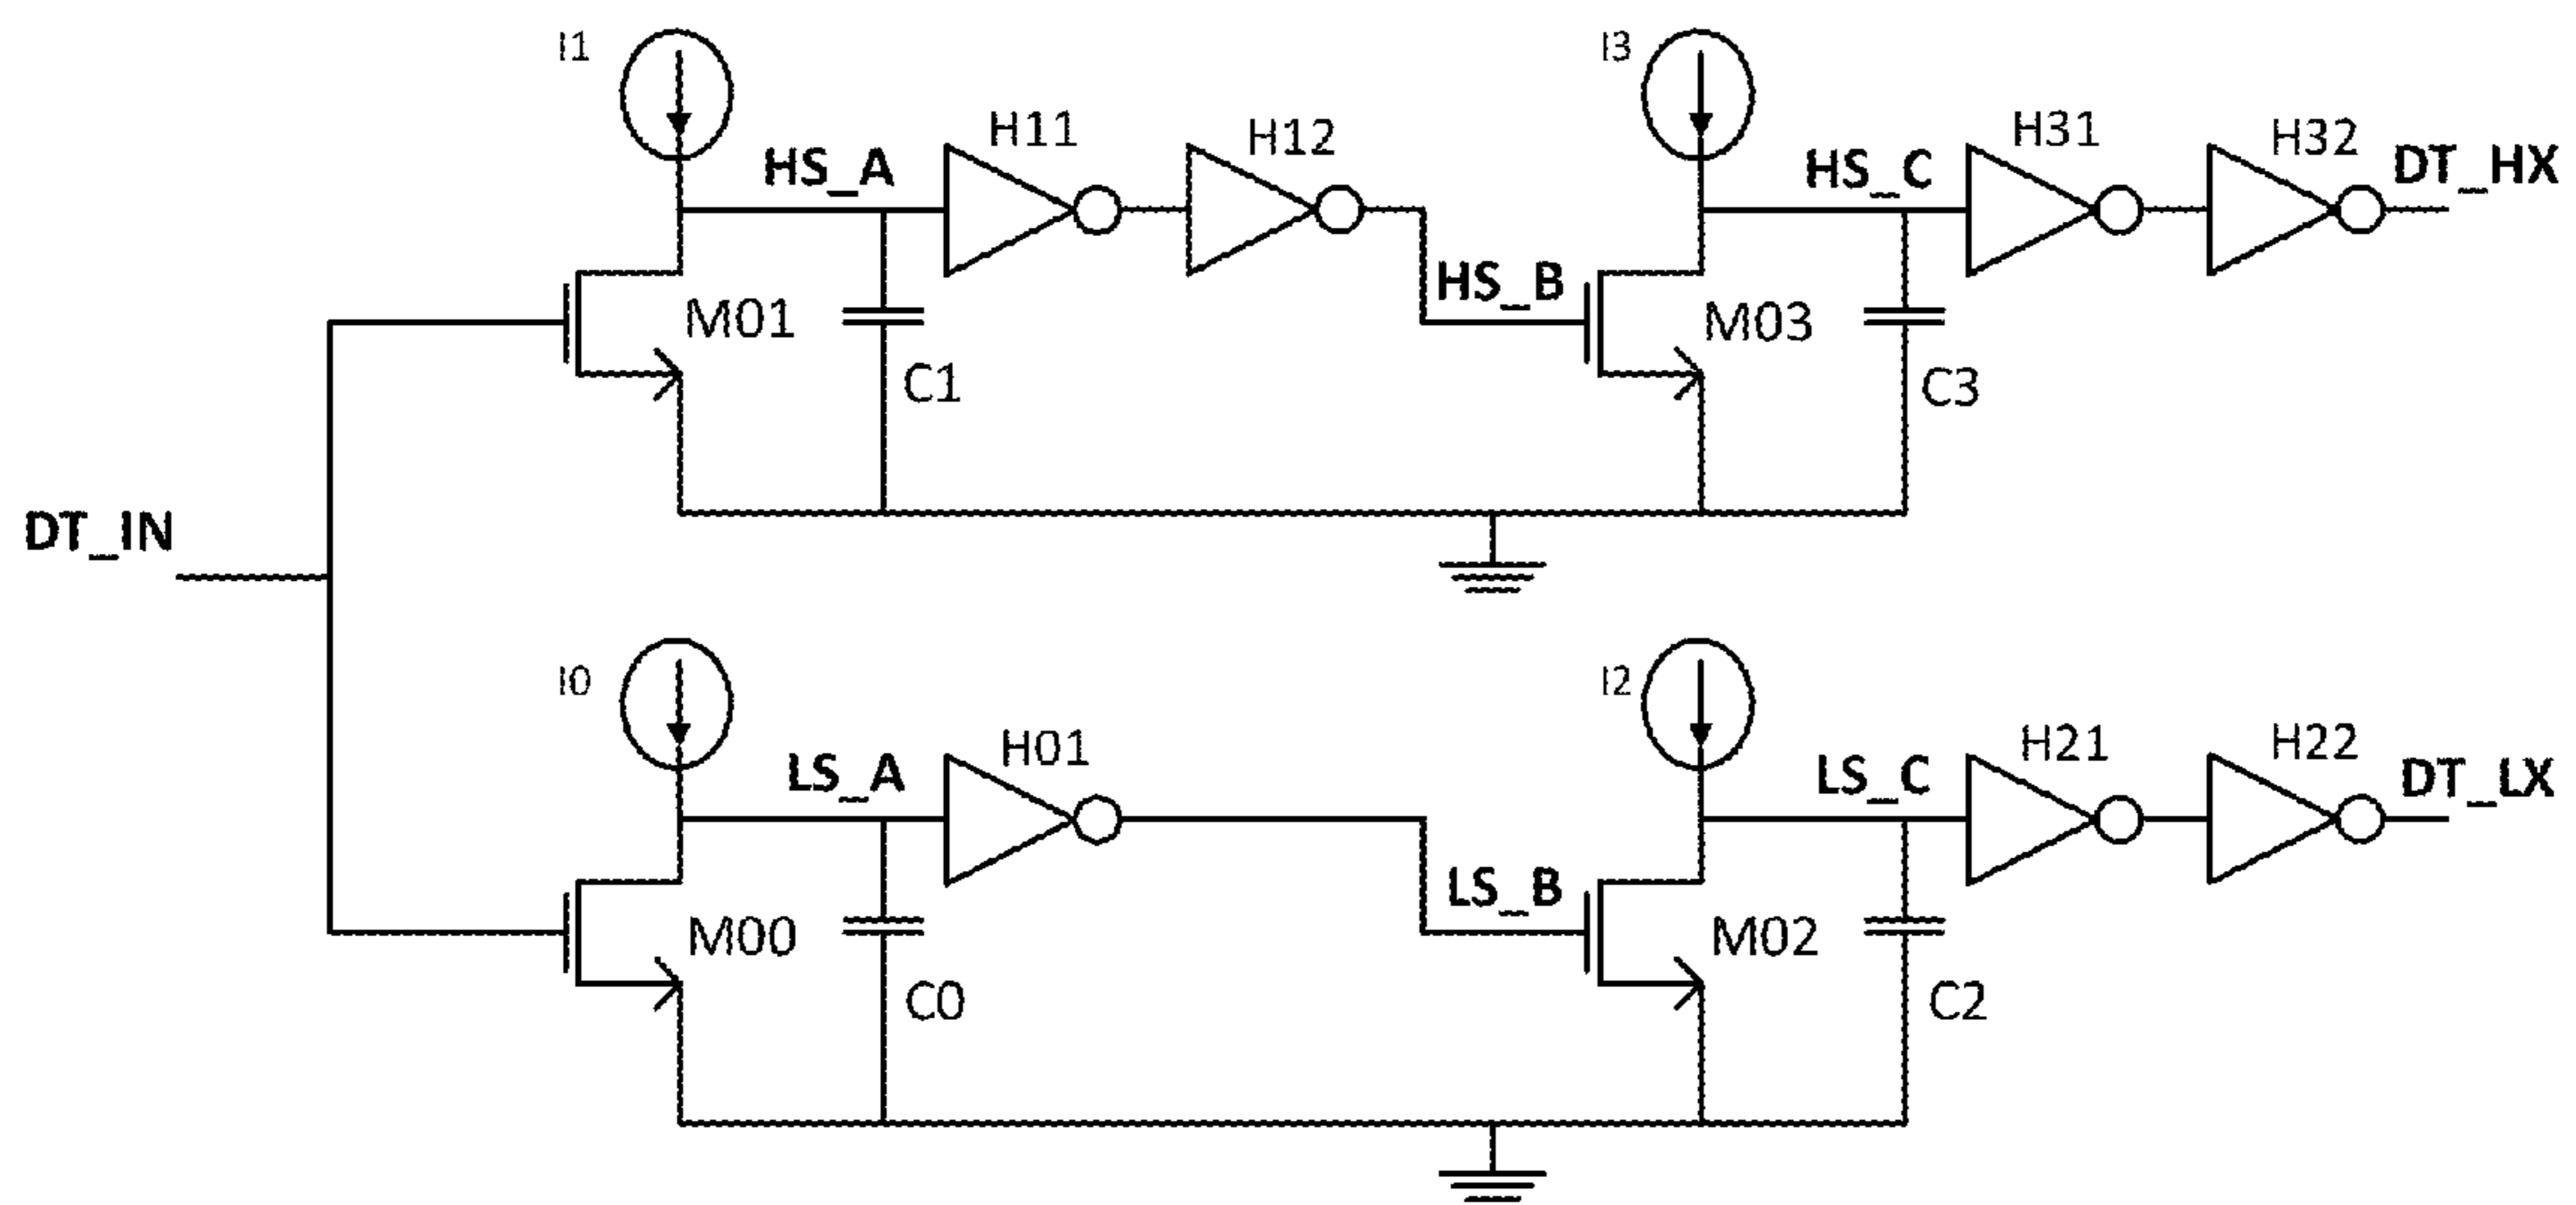 I1
I3
H11
H12
H31
H32
HS_A
HS_C
DT_HX
HS_B
M01
M03
C1
C3
DT_IN
I0
I2
H01
H21
H22
LS_A
LS_C
DT_LX
LS_B
M00
M02
C0
C2